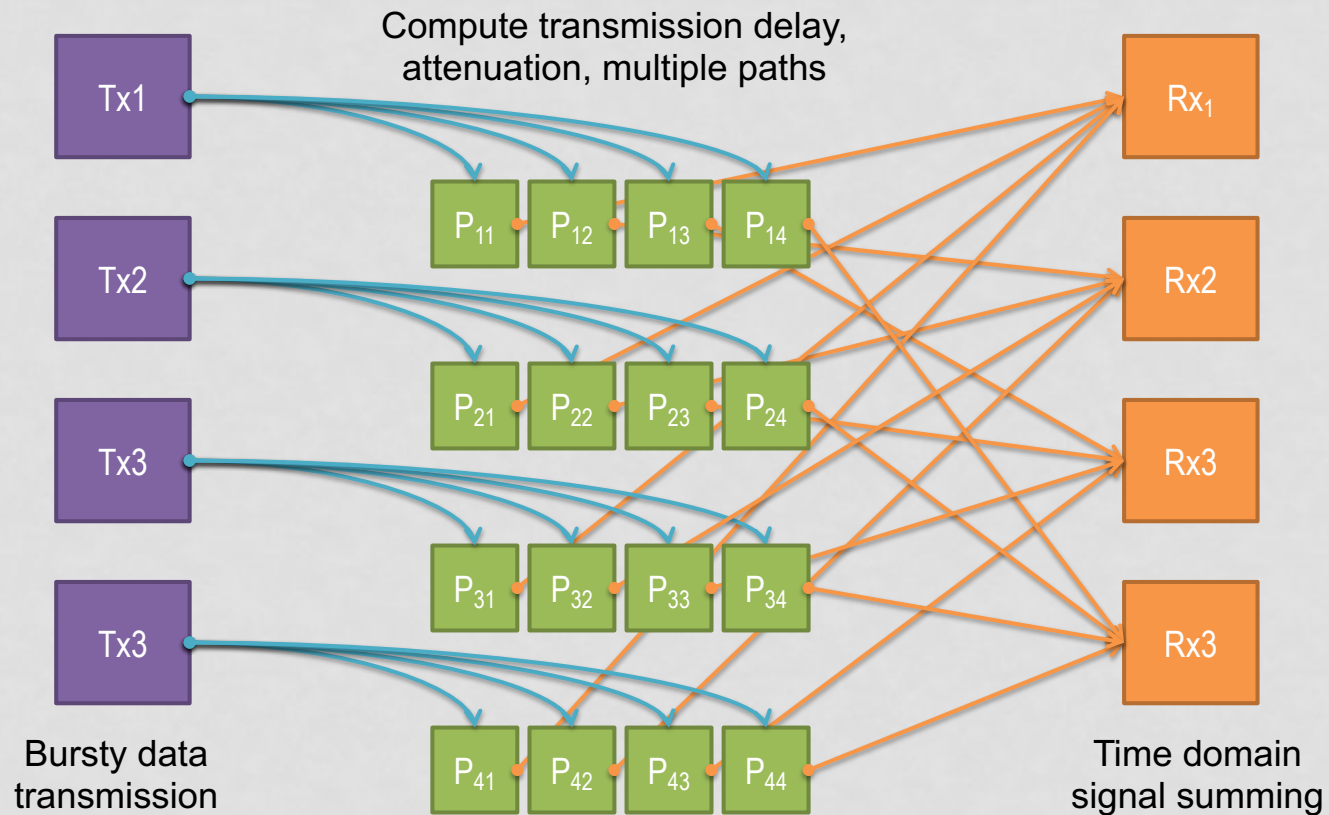 Compute transmission delay,
attenuation, multiple paths
Tx1
Rx₁
P₁₁ P₁₂ P₁₃ P₁₄
Tx2
Rx2
P₂₁ P₂₂ P₂₃ P₂₄
Tx3
Rx3
P₃₁ P₃₂ P₃₃ P₃₄
Tx3
Rx3
P₄₁ P₄₂ P₄₃ P₄₄
Bursty data
transmission
Time domain
signal summing